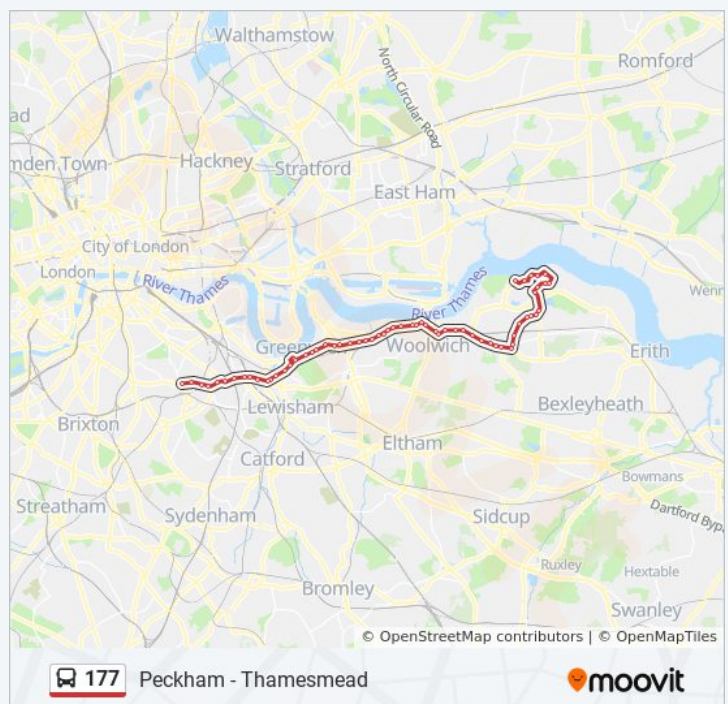 Walthamstow
Romford
North Circular Road
ad
Hackney
mden Town
Stratford
East Ham
City of London
London
River Thames
River Thames
Wenn
Green
Woolwich
Erith
Lewisham
Bexleyheath
Brixton
Eltham
Catford
Bowmans
Streatham
Sydenham
Sidcup
Dartford Byp
Ruxley
Hextable
Bromley
Swanley
© OpenStreetMap contributors | © OpenMapTiles
177 Peckham - Thamesmead
moovit